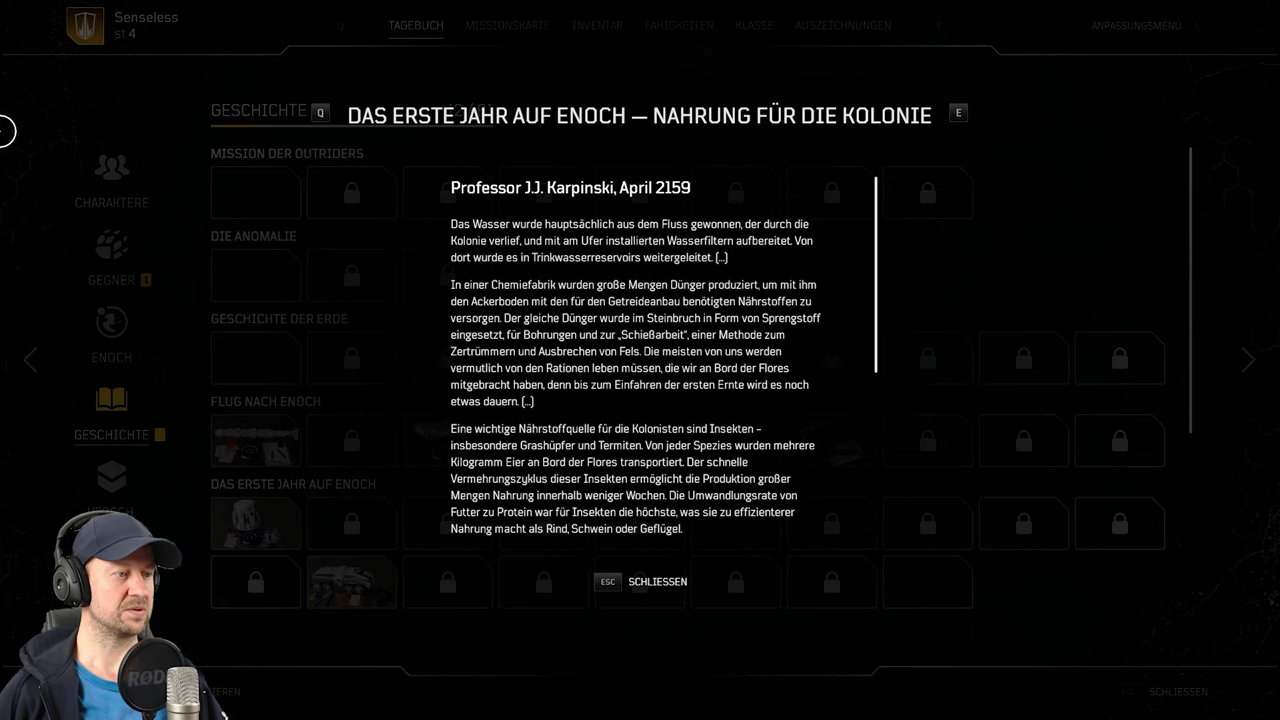 Senseless
ST 4
Q
TAGEBUCH
MISSIONSKARTE
INVENTAR
FÄHIGKEITEN
KLASSE
AUSZEICHNUNGEN
E
ANPASSUNGSMENÜ
GESCHICHTE
Q
DAS ERSTE JAHR AUF ENOCH — NAHRUNG FÜR DIE KOLONIE
E
MISSION DER OUTRIDERS
CHARAKTERE
DIE ANOMALIE
GEGNER 1
GESCHICHTE DER ERDE
ENOCH
FLUG NACH ENOCH
GESCHICHTE
DAS ERSTE JAHR AUF ENOCH
Professor J.J. Karpinski, April 2159
Das Wasser wurde hauptsächlich aus dem Fluss gewonnen, der durch die
Kolonie verlief, und mit am Ufer installierten Wasserfiltern aufbereitet. Von
dort wurde es in Trinkwasserreservoirs weitergeleitet. (...)
In einer Chemiefabrik wurden große Mengen Dünger produziert, um mit ihm
den Ackerboden mit den für den Getreideanbau benötigten Nährstoffen zu
versorgen. Der gleiche Dünger wurde im Steinbruch in Form von Sprengstoff
eingesetzt, für Bohrungen und zur „Schießarbeit“, einer Methode zum
Zertrümmern und Ausbrechen von Fels. Die meisten von uns werden
vermutlich von den Rationen leben müssen, die wir an Bord der Flores
mitgebracht haben, denn bis zum Einfahren der ersten Ernte wird es noch
etwas dauern. (...)
Eine wichtige Nährstoffquelle für die Kolonisten sind Insekten –
insbesondere Grashüpfer und Termiten. Von jeder Spezies wurden mehrere
Kilogramm Eier an Bord der Flores transportiert. Der schnelle
Vermehrungszyklus dieser Insekten ermöglicht die Produktion großer
Mengen Nahrung innerhalb weniger Wochen. Die Umwandlungsrate von
Futter zu Protein war für Insekten die höchste, was sie zu effizienterer
Nahrung macht als Rind, Schwein oder Geflügel.
ESC SCHLIESSEN
RØDE
IEREN
ESC SCHLIESSEN